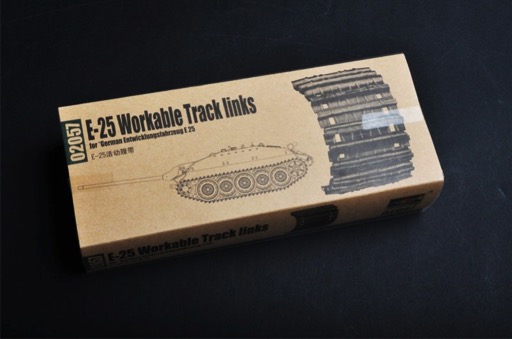 02057
E-25 Workable Track links
for "German Entwicklungsfahrzeug E 25
E-25活动履带
E-25 Workable Track links